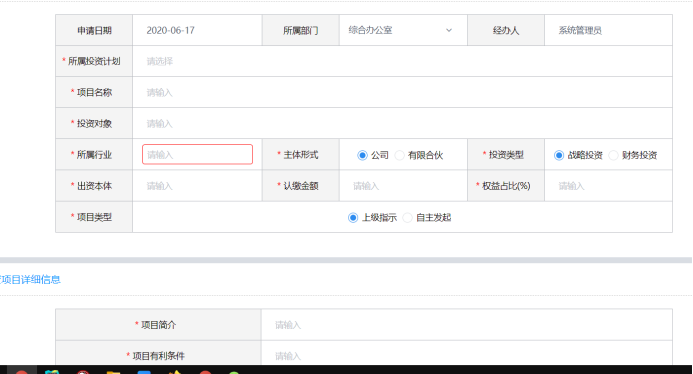 申请日期 2020-06-17 所属部门 综合办公室 经办人 系统管理员
* 所属投资计划 请选择
* 项目名称 请输入
* 投资对象 请输入
* 所属行业 请输入 * 主体形式 公司 有限合伙 * 投资类型 战略投资 财务投资
* 出资本体 请输入 * 认缴金额 请输入 * 权益占比(%) 请输入
* 项目类型 上级指示 自主发起
项目详细信息
* 项目简介 请输入
* 项目有利条件 请输入